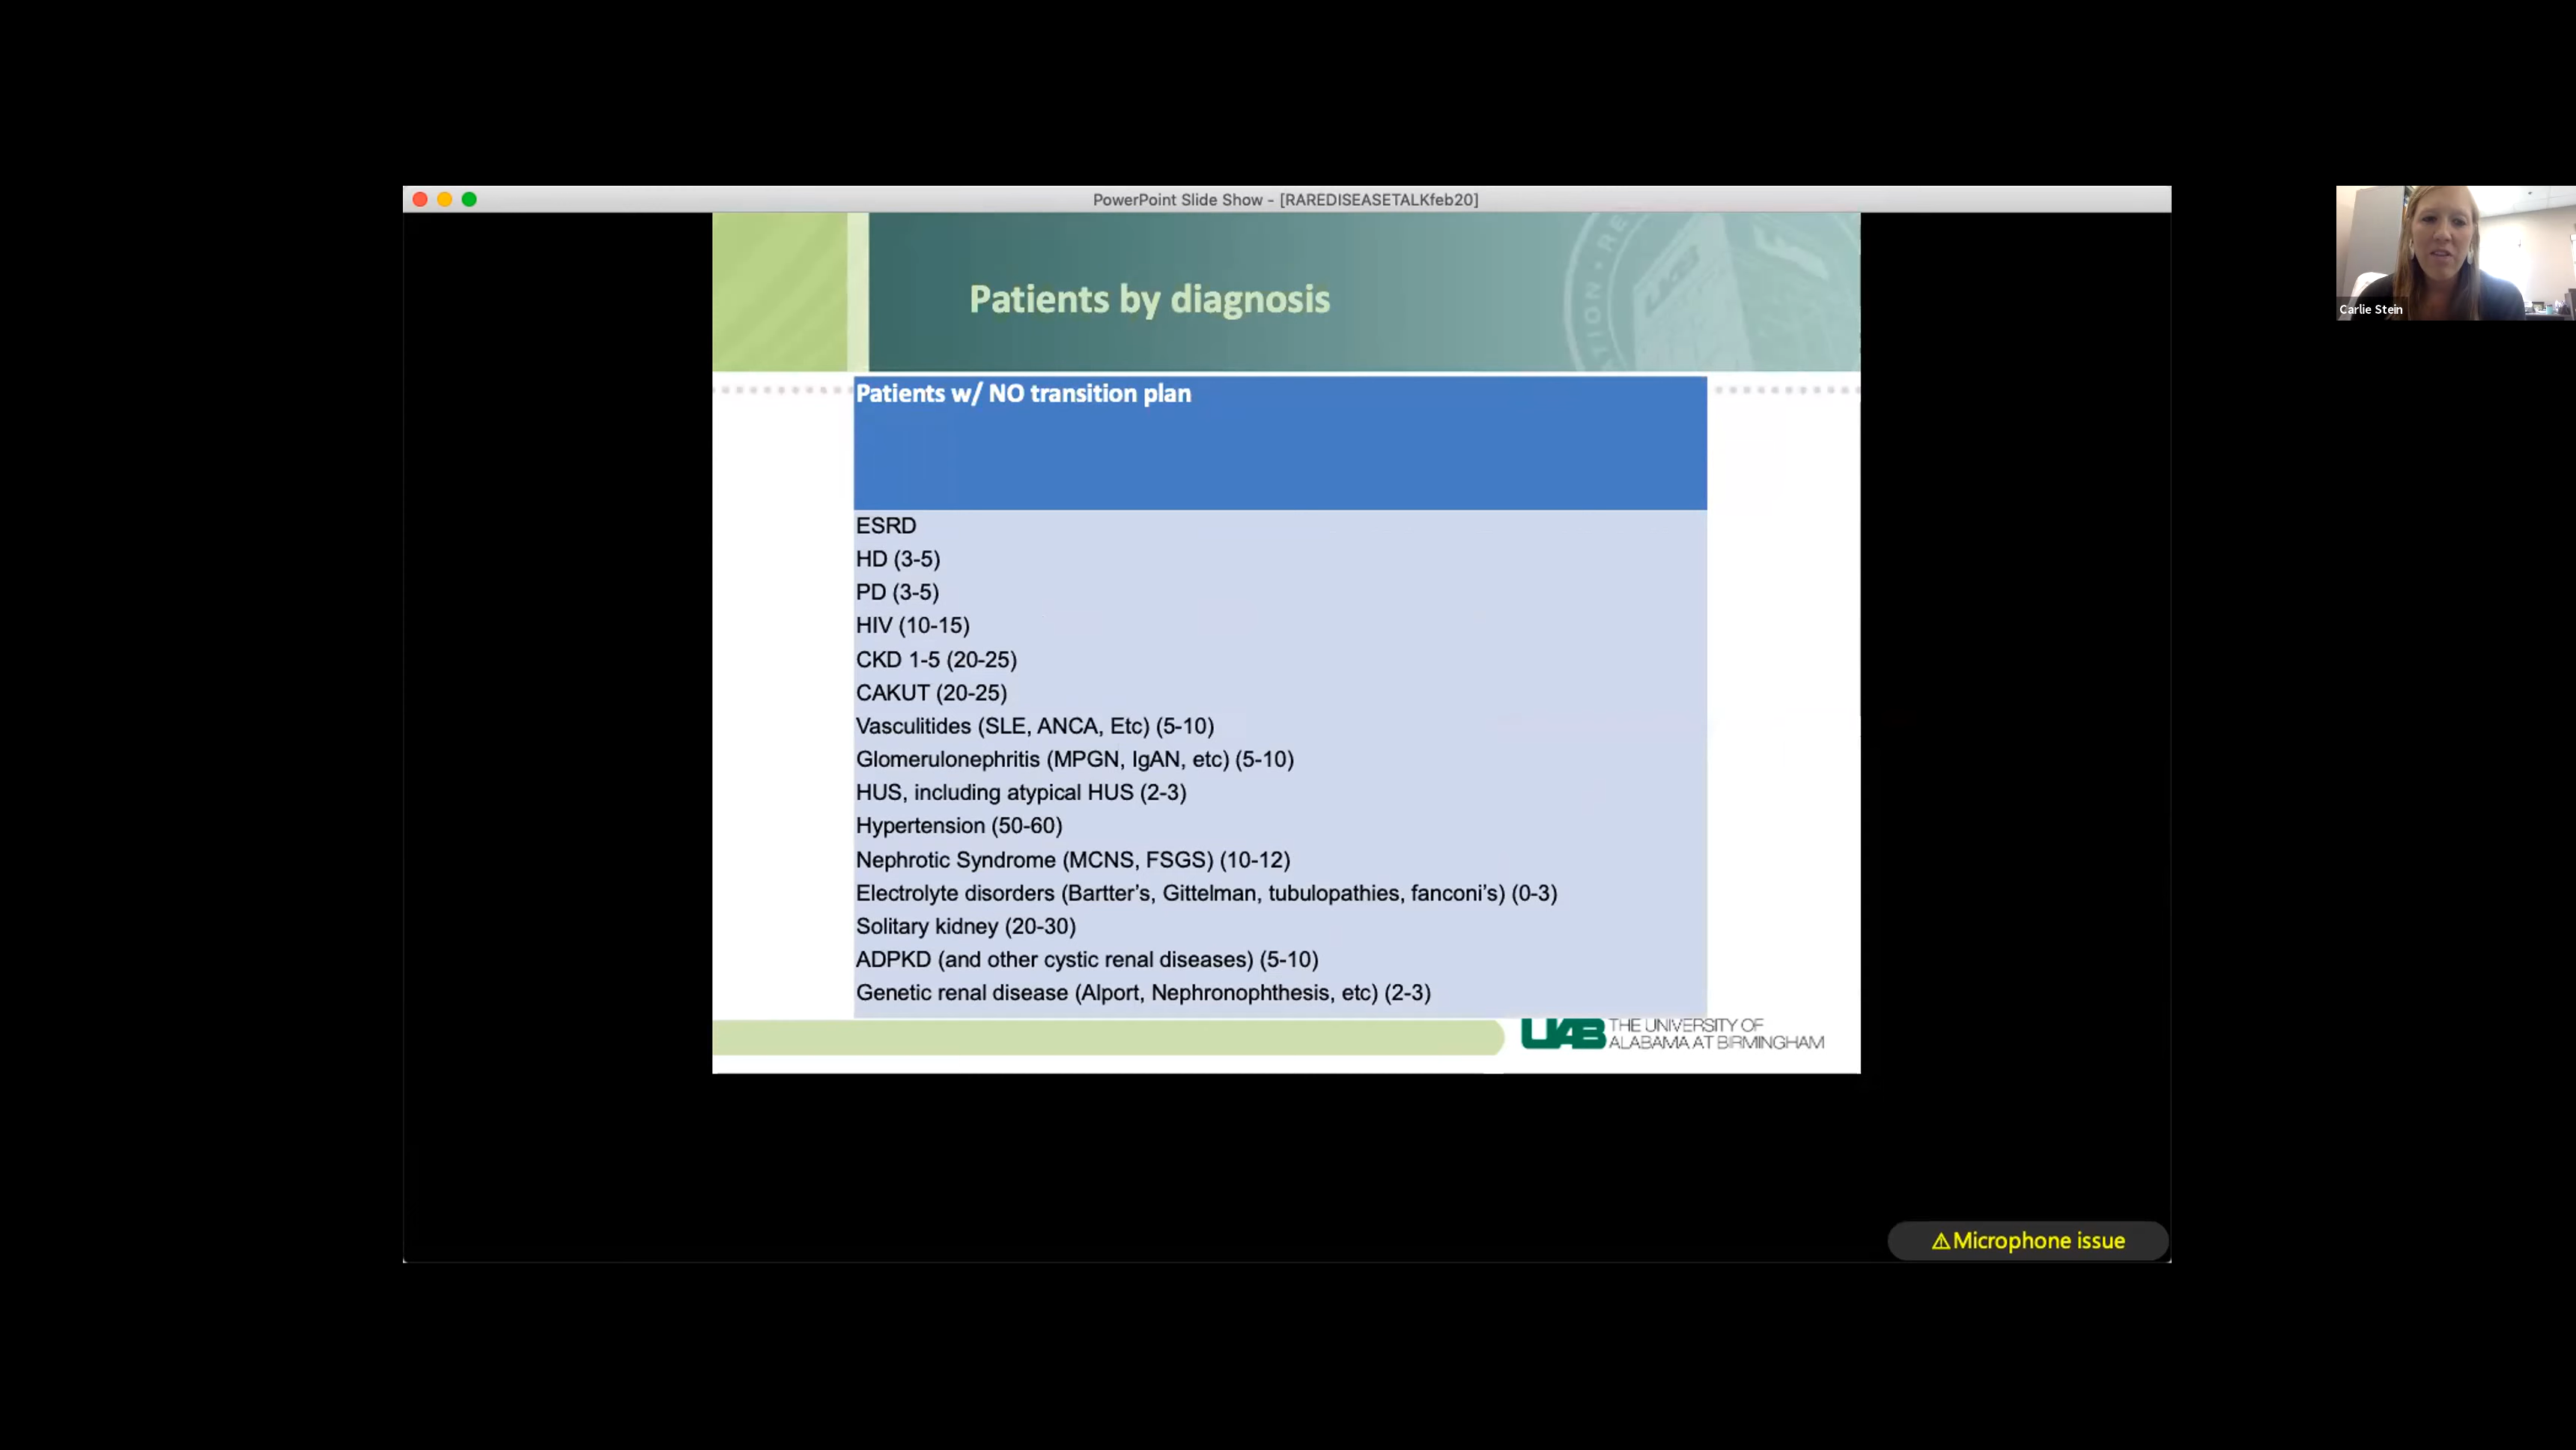 PowerPoint Slide Show - [RAREDISEASETALKfeb20]
Patients by diagnosis
Carlie Stein
Patients w/ NO transition plan
ESRD
HD (3-5)
PD (3-5)
HIV (10-15)
CKD 1-5 (20-25)
CAKUT (20-25)
Vasculitides (SLE, ANCA, Etc) (5-10)
Glomerulonephritis (MPGN, IgAN, etc) (5-10)
HUS, including atypical HUS (2-3)
Hypertension (50-60)
Nephrotic Syndrome (MCNS, FSGS) (10-12)
Electrolyte disorders (Bartter’s, Gittelman, tubulopathies, fanconi’s) (0-3)
Solitary kidney (20-30)
ADPKD (and other cystic renal diseases) (5-10)
Genetic renal disease (Alport, Nephronophthesis, etc) (2-3)
UAB THE UNIVERSITY OF
ALABAMA AT BIRMINGHAM
⚠Microphone issue